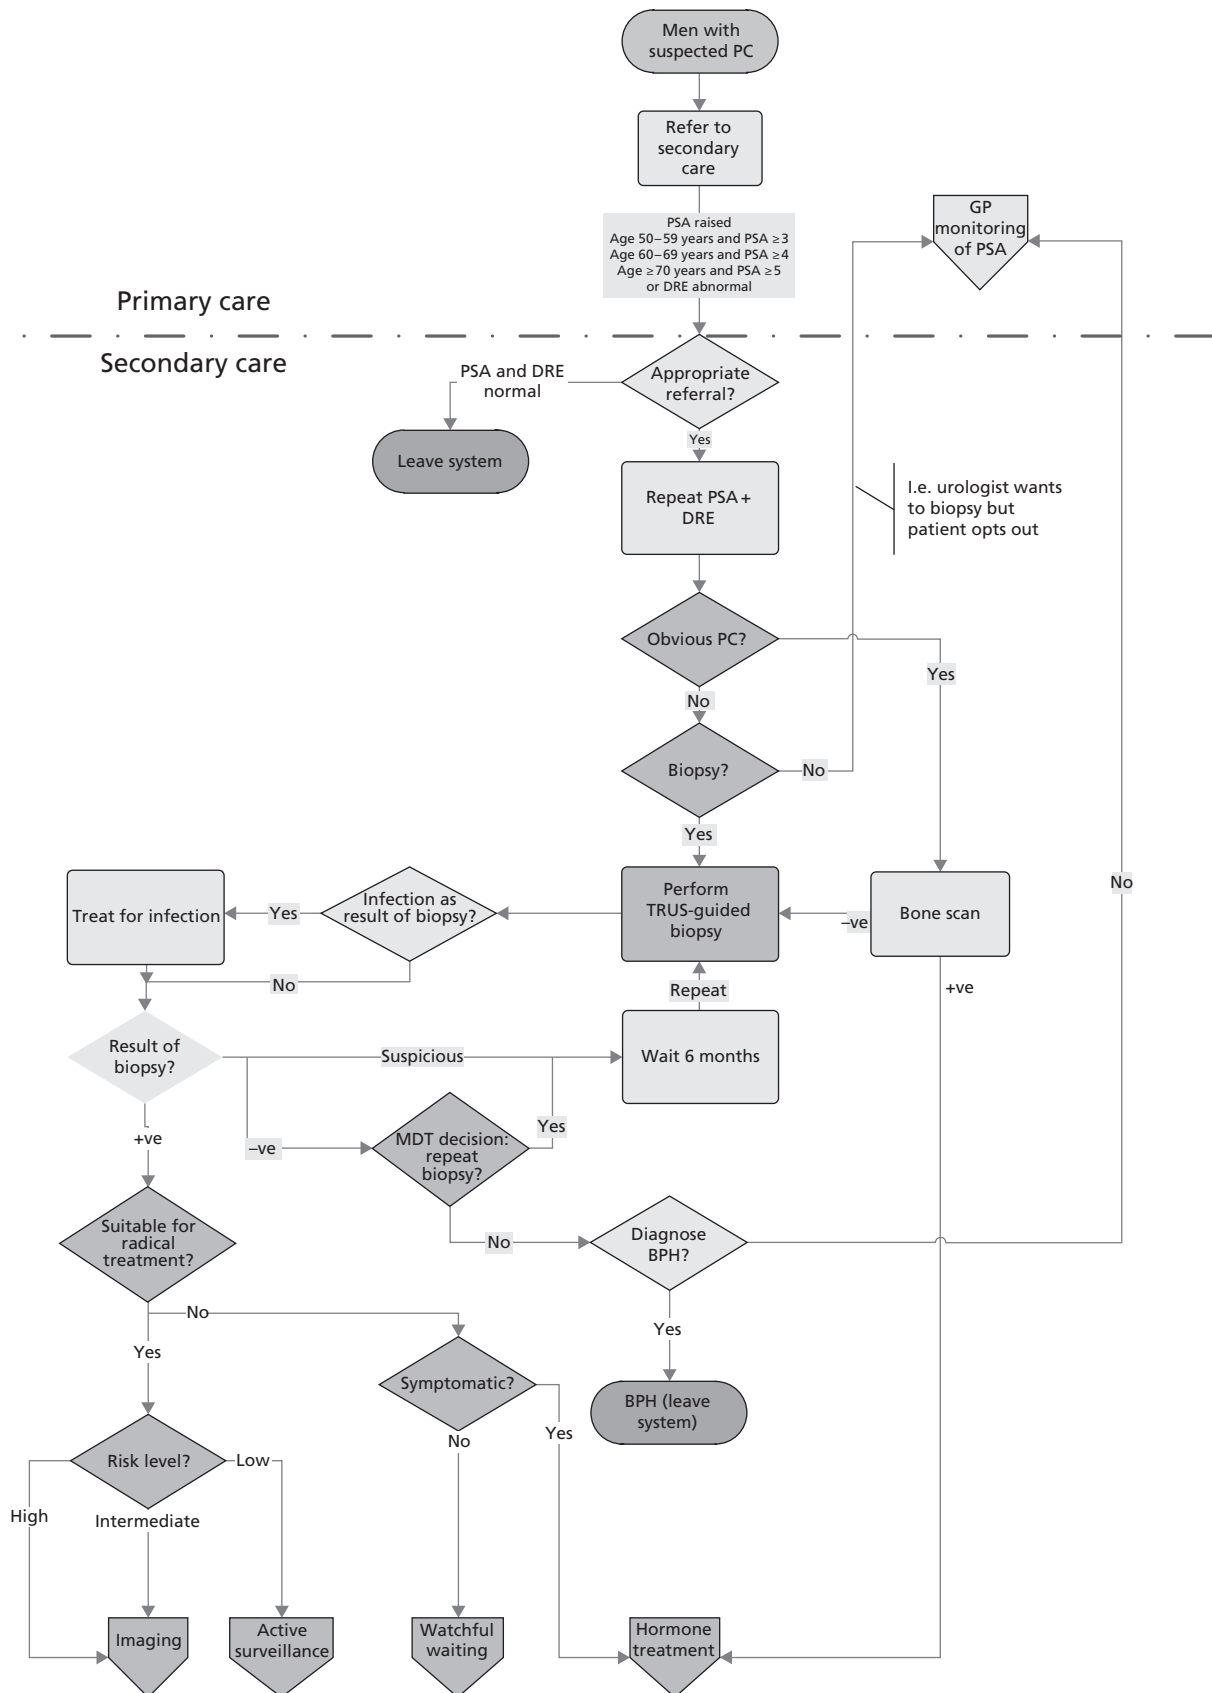 Men with
suspected PC
Refer to
secondary
care
PSA raised
Age 50–59 years and PSA ≥3
Age 60–69 years and PSA ≥4
Age ≥70 years and PSA ≥5
or DRE abnormal
GP
monitoring
of PSA
Primary care
Secondary care
PSA and DRE
normal
Appropriate
referral?
Yes
Leave system
Repeat PSA+
DRE
I.e. urologist wants
to biopsy but
patient opts out
Obvious PC?
Yes
No
Biopsy?
No
Yes
Treat for infection
Yes
Infection as
result of biopsy?
Perform
TRUS-guided
biopsy
–ve
Bone scan
No
No
Repeat
+ve
Result of
biopsy?
Suspicious
Wait 6 months
+ve
–ve
MDT decision:
repeat
biopsy?
Yes
Suitable for
radical
treatment?
No
Diagnose
BPH?
No
Yes
Yes
Symptomatic?
BPH (leave
system)
Yes
No
Risk level?
Low
High
Intermediate
Imaging
Active
surveillance
Watchful
waiting
Hormone
treatment